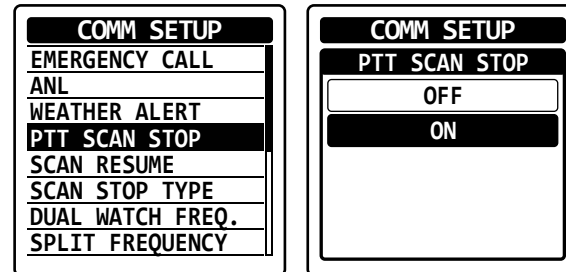 COMM SETUP
EMERGENCY CALL
ANL
WEATHER ALERT
PTT SCAN STOP
SCAN RESUME
SCAN STOP TYPE
DUAL WATCH FREQ.
SPLIT FREQUENCY
COMM SETUP
PTT SCAN STOP
OFF
ON